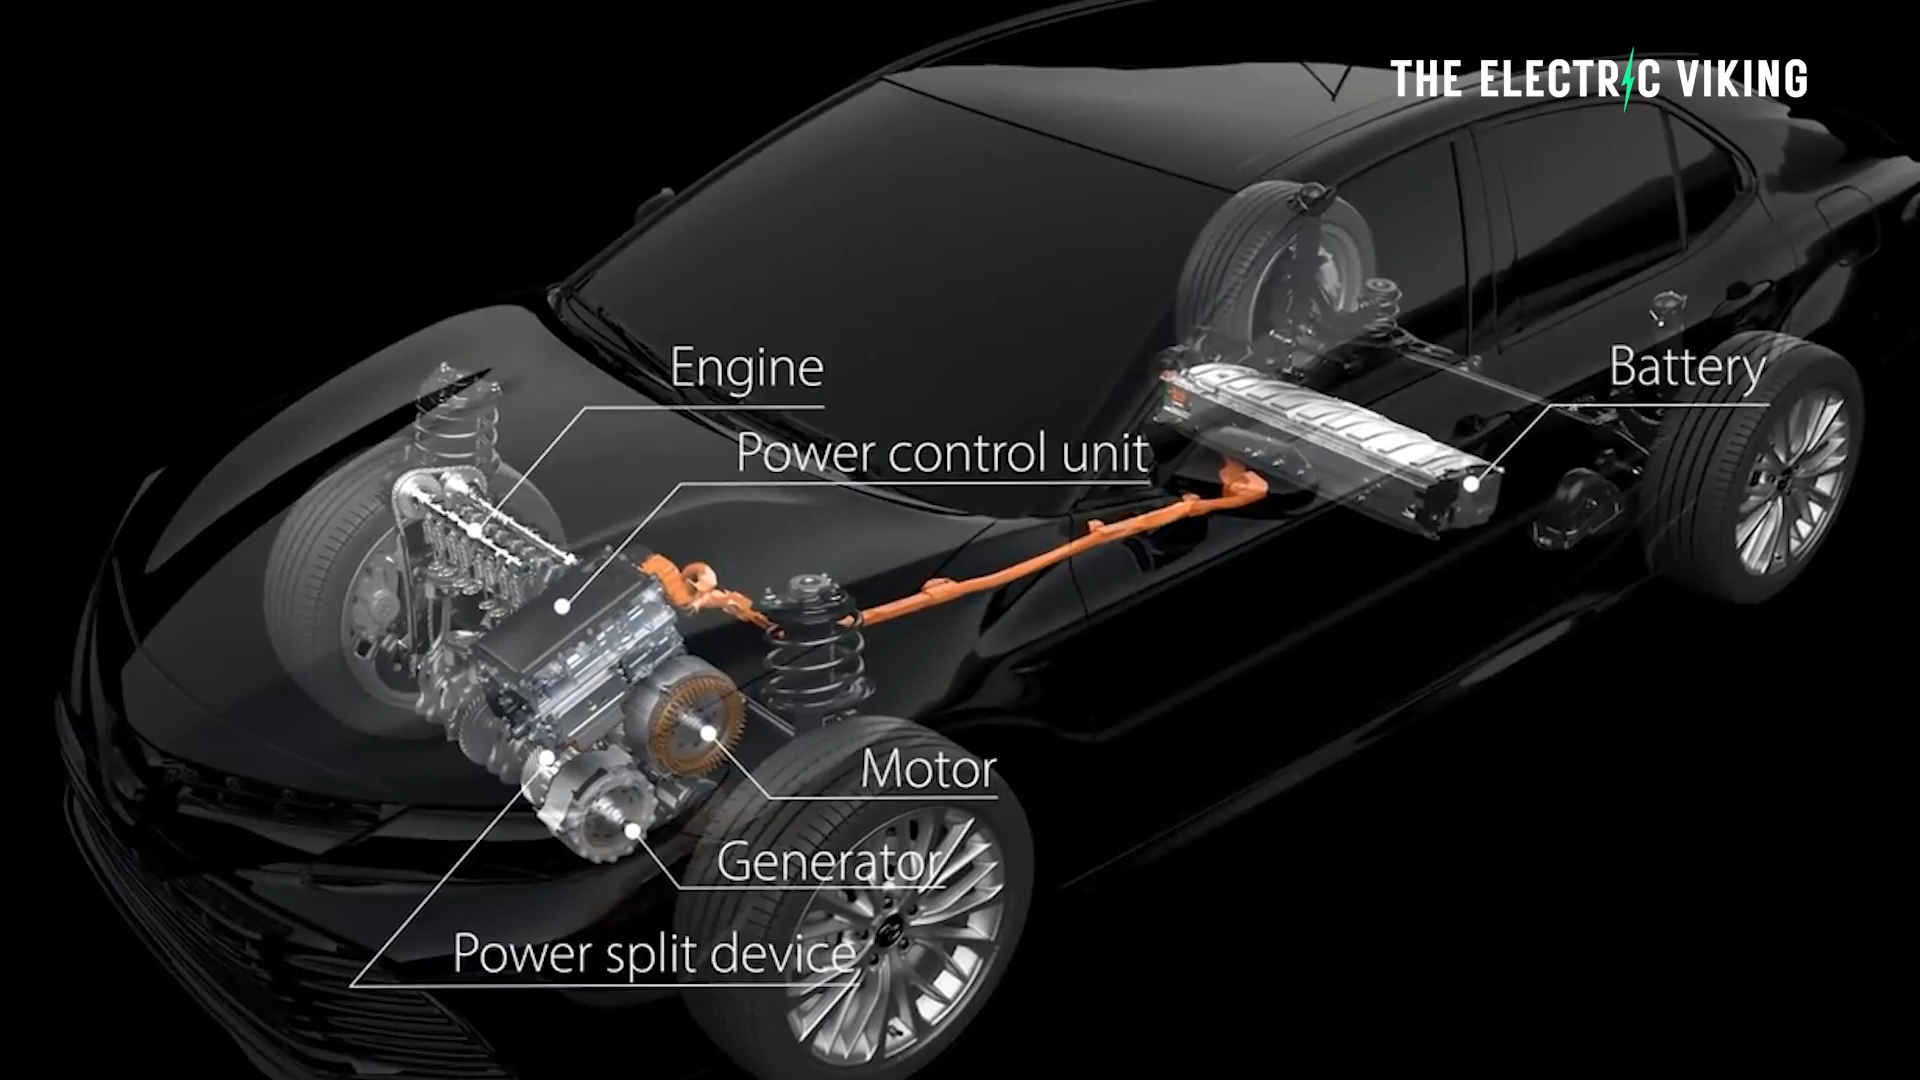 THE ELECTRIC VIKING
Engine
Battery
Power control unit
Motor
Generator
Power split device